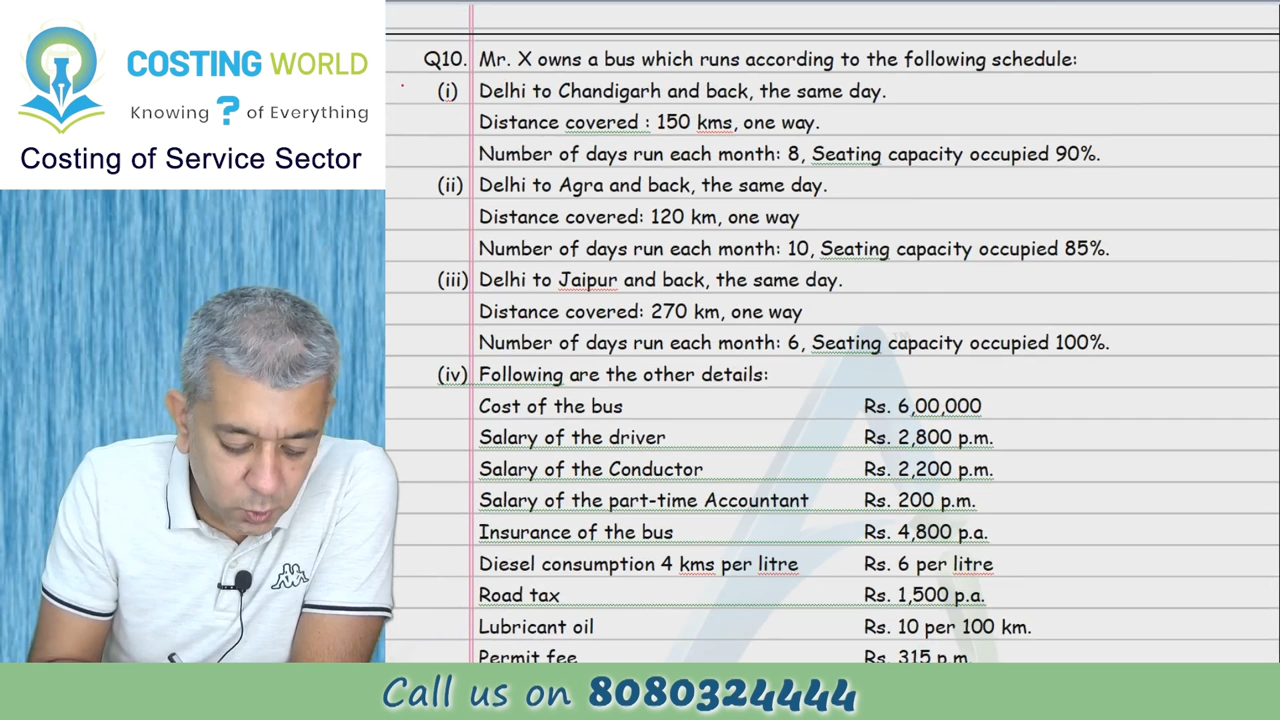 COSTING WORLD
Knowing ? of Everything
Costing of Service Sector
Q10. Mr. X owns a bus which runs according to the following schedule:
(i) Delhi to Chandigarh and back, the same day.
Distance covered : 150 kms, one way.
Number of days run each month: 8, Seating capacity occupied 90%.
(ii) Delhi to Agra and back, the same day.
Distance covered: 120 km, one way
Number of days run each month: 10, Seating capacity occupied 85%.
(iii) Delhi to Jaipur and back, the same day.
Distance covered: 270 km, one way
Number of days run each month: 6, Seating capacity occupied 100%.
(iv) Following are the other details:
Cost of the bus Rs. 6,00,000
Salary of the driver Rs. 2,800 p.m.
Salary of the Conductor Rs. 2,200 p.m.
Salary of the part-time Accountant Rs. 200 p.m.
Insurance of the bus Rs. 4,800 p.a.
Diesel consumption 4 kms per litre Rs. 6 per litre
Road tax Rs. 1,500 p.a.
Lubricant oil Rs. 10 per 100 km.
Permit fee Rs. 315 p.m.
Call us on 8080324444